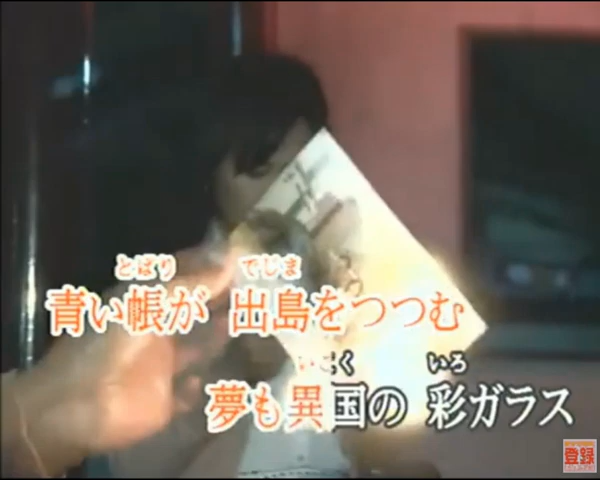 とばり でじま
青い帳が 出島をつつむ
いこく いろ
夢も異国の 彩ガラス
登録